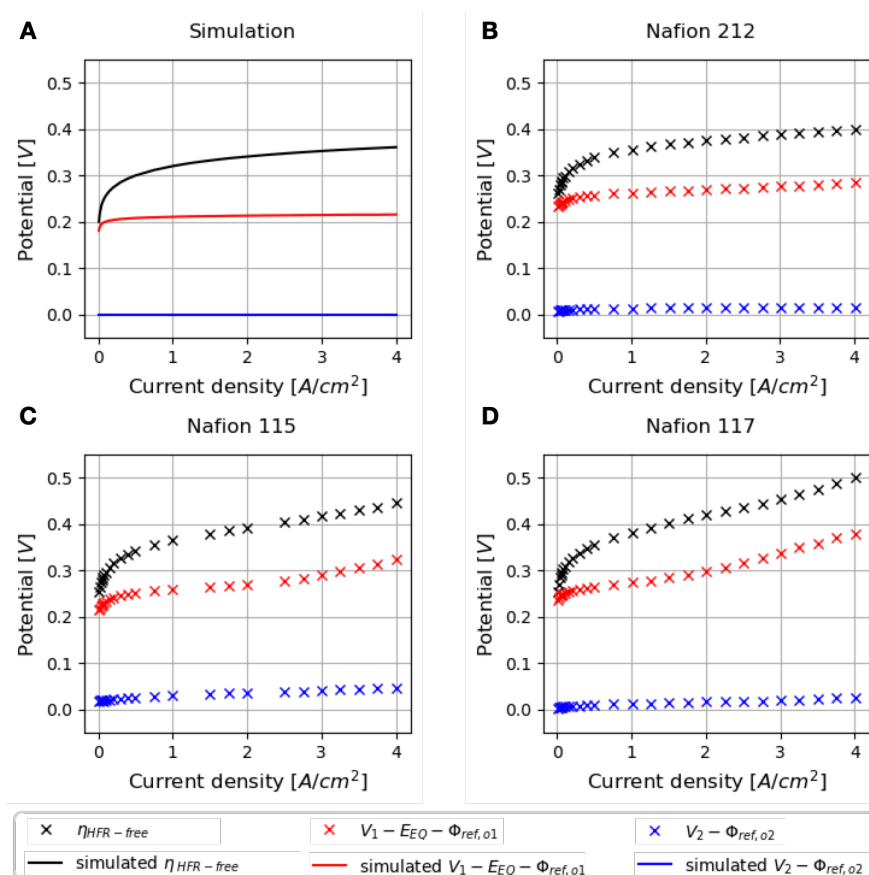 A
Simulation
0.5
0.4
0.3
0.2
0.1
0.0
Potential [V]
0 1 2 3 4
Current density [A/cm²]
B
Nafion 212
0.5
0.4
0.3
0.2
0.1
0.0
Potential [V]
0 1 2 3 4
Current density [A/cm²]
C
Nafion 115
0.5
0.4
0.3
0.2
0.1
0.0
Potential [V]
0 1 2 3 4
Current density [A/cm²]
D
Nafion 117
0.5
0.4
0.3
0.2
0.1
0.0
Potential [V]
0 1 2 3 4
Current density [A/cm²]
η_HFR−free V₁ − E_EQ − Φ_ref,o1 V₂ − Φ_ref,o2
simulated η_HFR−free simulated V₁ − E_EQ − Φ_ref,o1 simulated V₂ − Φ_ref,o2